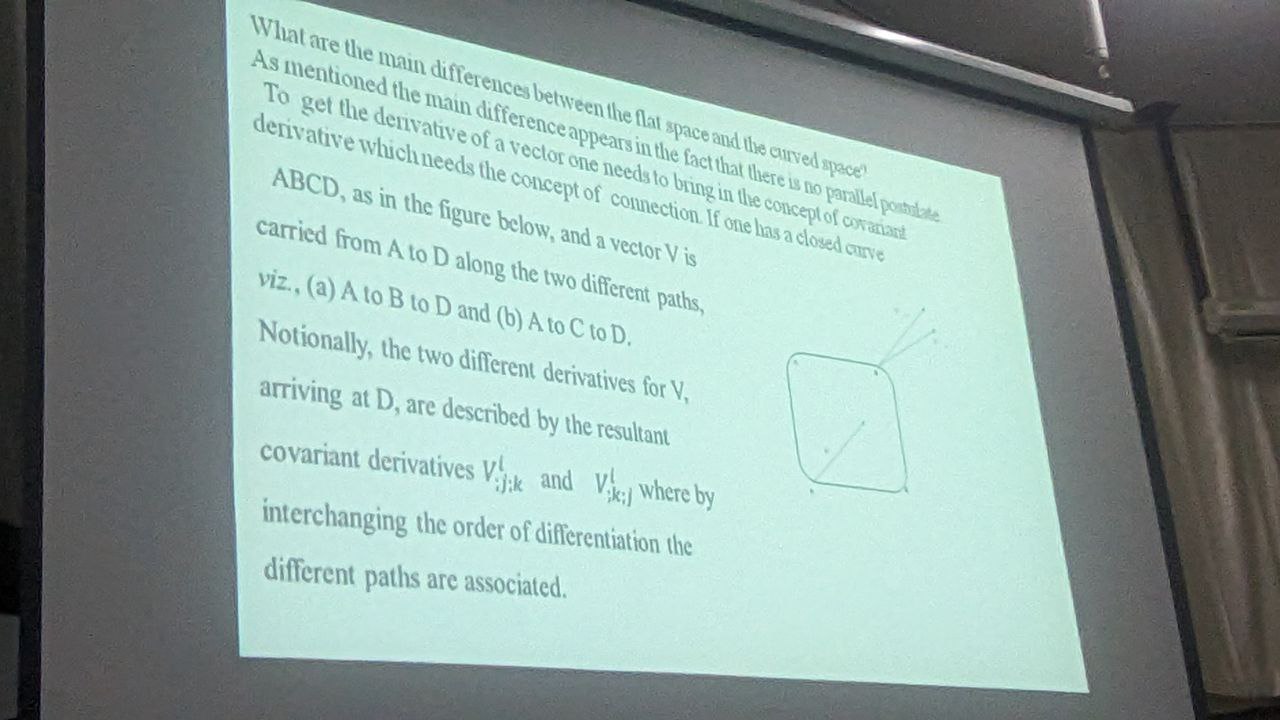 What are the main differences between the flat space and the curved space?
As mentioned the main difference appears in the fact that there is no parallel postulate.
To get the derivative of a vector one needs to bring in the concept of covariant
derivative which needs the concept of connection. If one has a closed curve
ABCD, as in the figure below, and a vector V is
carried from A to D along the two different paths,
viz., (a) A to B to D and (b) A to C to D.
Notionally, the two different derivatives for V,
arriving at D, are described by the resultant
covariant derivatives V^i_{;j;k} and V^i_{;k;j} where by
interchanging the order of differentiation the
different paths are associated.